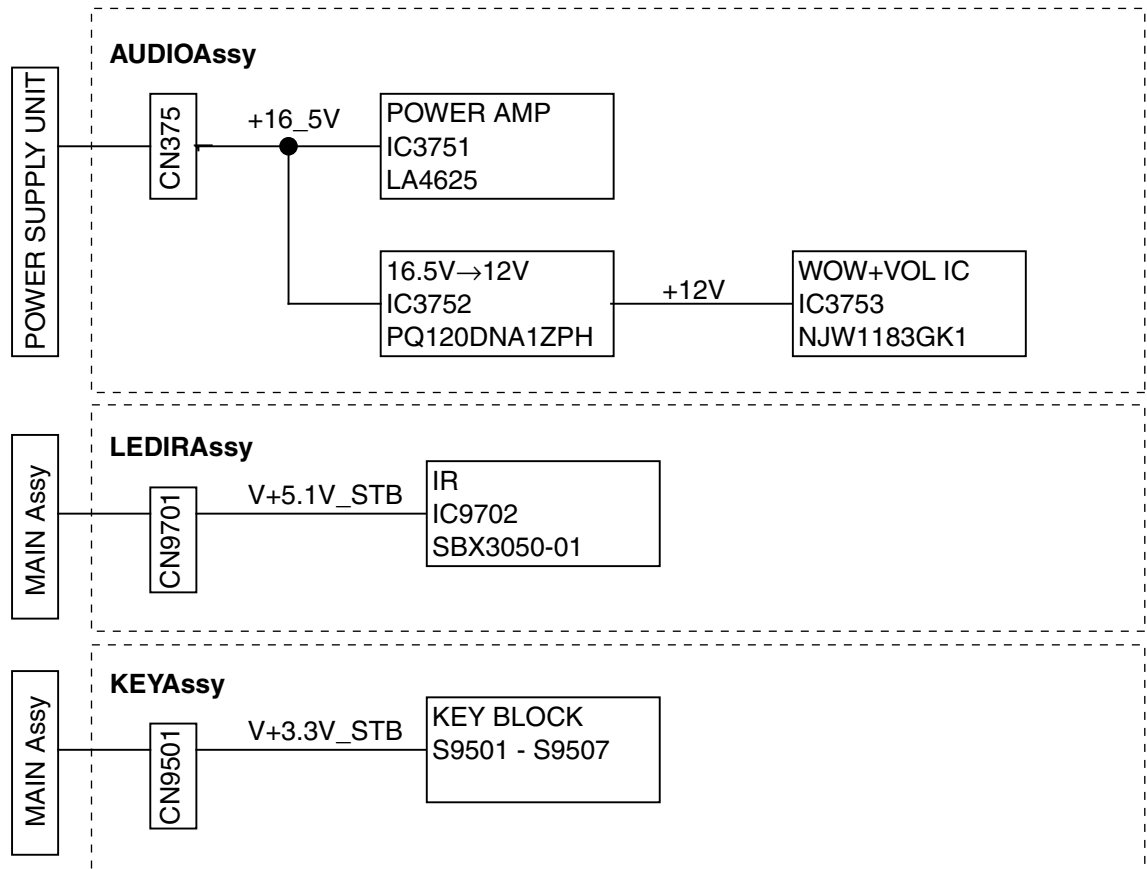 AUDIOAssy
POWER SUPPLY UNIT
CN375
+16_5V
POWER AMP
IC3751
LA4625
16.5V→12V
IC3752
PQ120DNA1ZPH
+12V
WOW+VOL IC
IC3753
NJW1183GK1
LEDIRAssy
MAIN Assy
CN9701
V+5.1V_STB
IR
IC9702
SBX3050-01
KEYAssy
MAIN Assy
CN9501
V+3.3V_STB
KEY BLOCK
S9501 - S9507